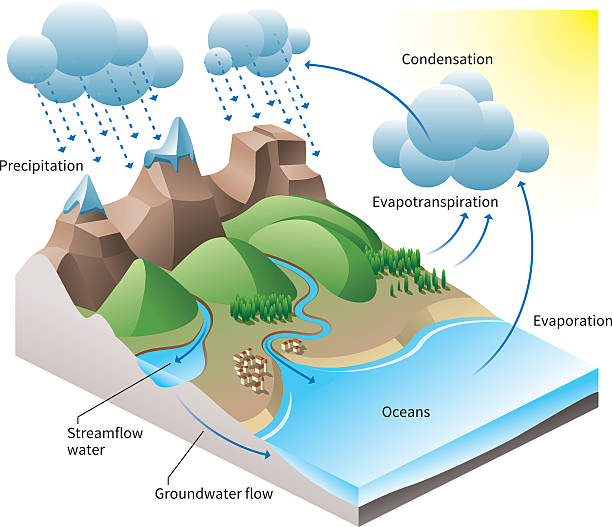 Condensation
Precipitation
Evapotranspiration
Evaporation
Oceans
Streamflow
water
Groundwater flow